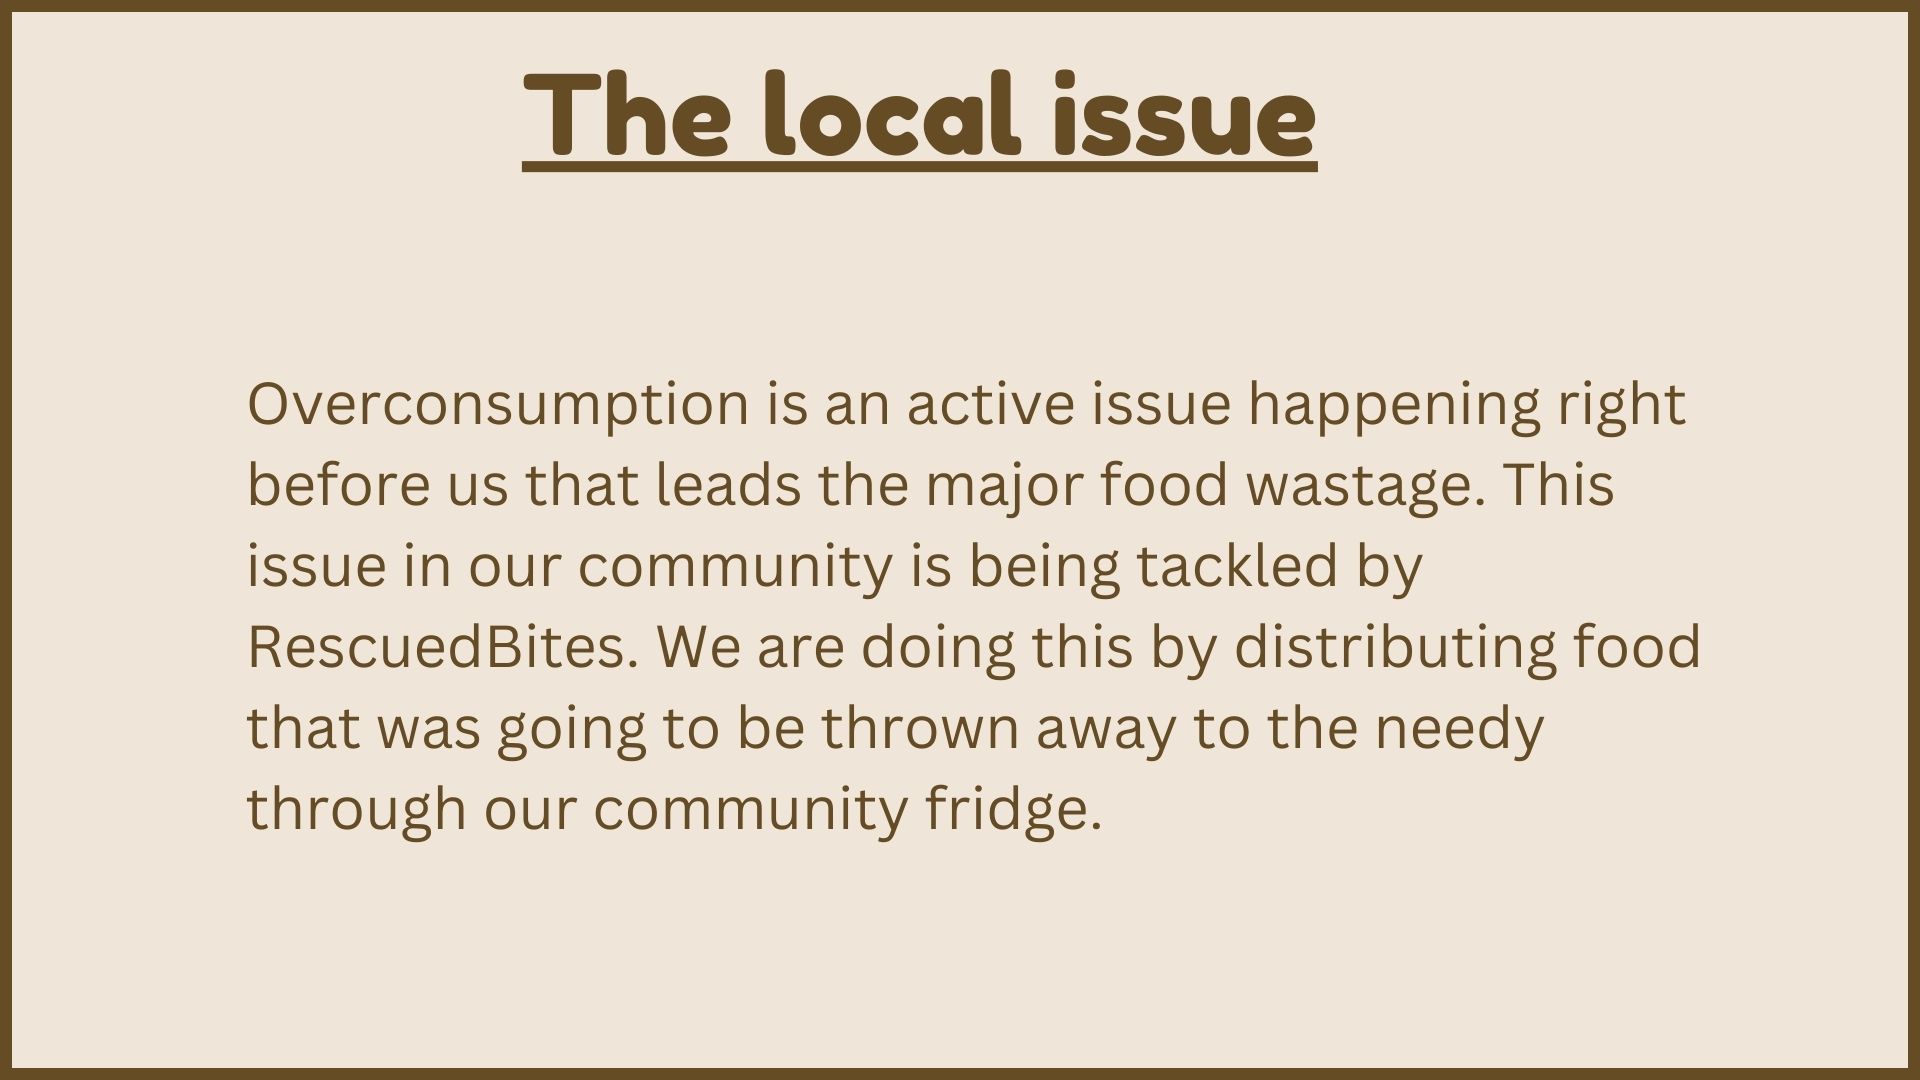 The local issue
Overconsumption is an active issue happening right
before us that leads the major food wastage. This
issue in our community is being tackled by
RescuedBites. We are doing this by distributing food
that was going to be thrown away to the needy
through our community fridge.